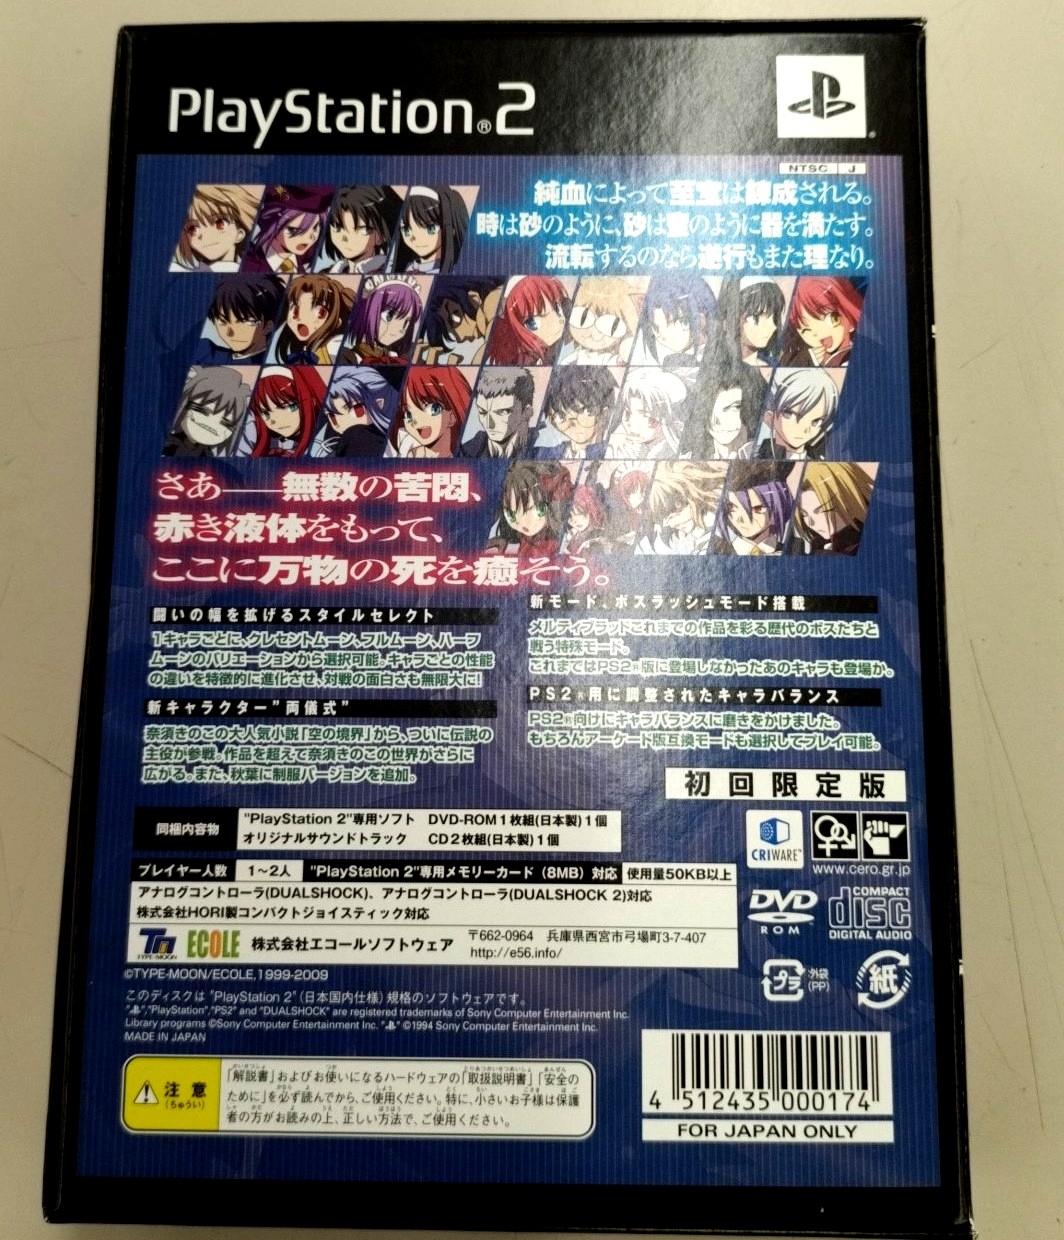 PlayStation®2
NTSC J
純血によって至宝は錬成される。
時は砂のように、砂は蜜のように器を満たす。
流転するのなら逆行もまた理なり。
さあ――無数の苦悶、
赤き液体をもって、
ここに万物の死を癒そう。
闘いの幅を拡げるスタイルセレクト
1キャラごとに、クレセントムーン、フルムーン、ハーフ
ムーンのバリエーションから選択可能。キャラごとの性能
の違いを特徴的に進化させ、対戦の面白さも無限大に!
新キャラクター"両儀式"
奈須きのこの大人気小説「空の境界」から、ついに伝説の
主役が参戦。作品を超えて奈須きのこの世界がさらに
広がる。また、秋葉に制服バージョンを追加。
新モード、ボスラッシュモード搭載
メルティブラッドこれまでの作品を彩る歴代のボスたちと
戦う特殊モード。
これまではPS2®版に登場しなかったあのキャラも登場か。
PS2®用に調整されたキャラバランス
PS2®向けにキャラバランスに磨きをかけました。
もちろんアーケード版互換モードも選択してプレイ可能。
初回限定版
同梱内容物
"PlayStation 2"専用ソフト DVD-ROM1枚組(日本製)1個
オリジナルサウンドトラック CD2枚組(日本製)1個
プレイヤー人数 1~2人 "PlayStation 2"専用メモリーカード(8MB)対応 使用量50KB以上
アナログコントローラ(DUALSHOCK)、アナログコントローラ(DUALSHOCK 2)対応
株式会社HORI製コンパクトジョイスティック対応
TYPE-MOON ECOLE 株式会社エコールソフトウェア
〒662-0964 兵庫県西宮市弓場町3-7-407
http://e56.info/
CRIWARE™
www.cero.gr.jp
DVD ROM
COMPACT disc DIGITAL AUDIO
プラ 外袋 (PP)
紙
©TYPE-MOON/ECOLE,1999-2009
このディスクは "PlayStation 2" (日本国内仕様) 規格のソフトウェアです。
"","PlayStation","PS2" and "DUALSHOCK" are registered trademarks of Sony Computer Entertainment Inc.
Library programs ©Sony Computer Entertainment Inc. "" ©1994 Sony Computer Entertainment Inc.
MADE IN JAPAN
注意
(ちゅうい)
「解説書」およびお使いになるハードウェアの「取扱説明書」「安全の
ために」を必ず読んでから、ご使用ください。特に、小さいお子様は保護
者の方がお読みの上、正しい方法で、ご使用ください。
4 512435 000174
FOR JAPAN ONLY